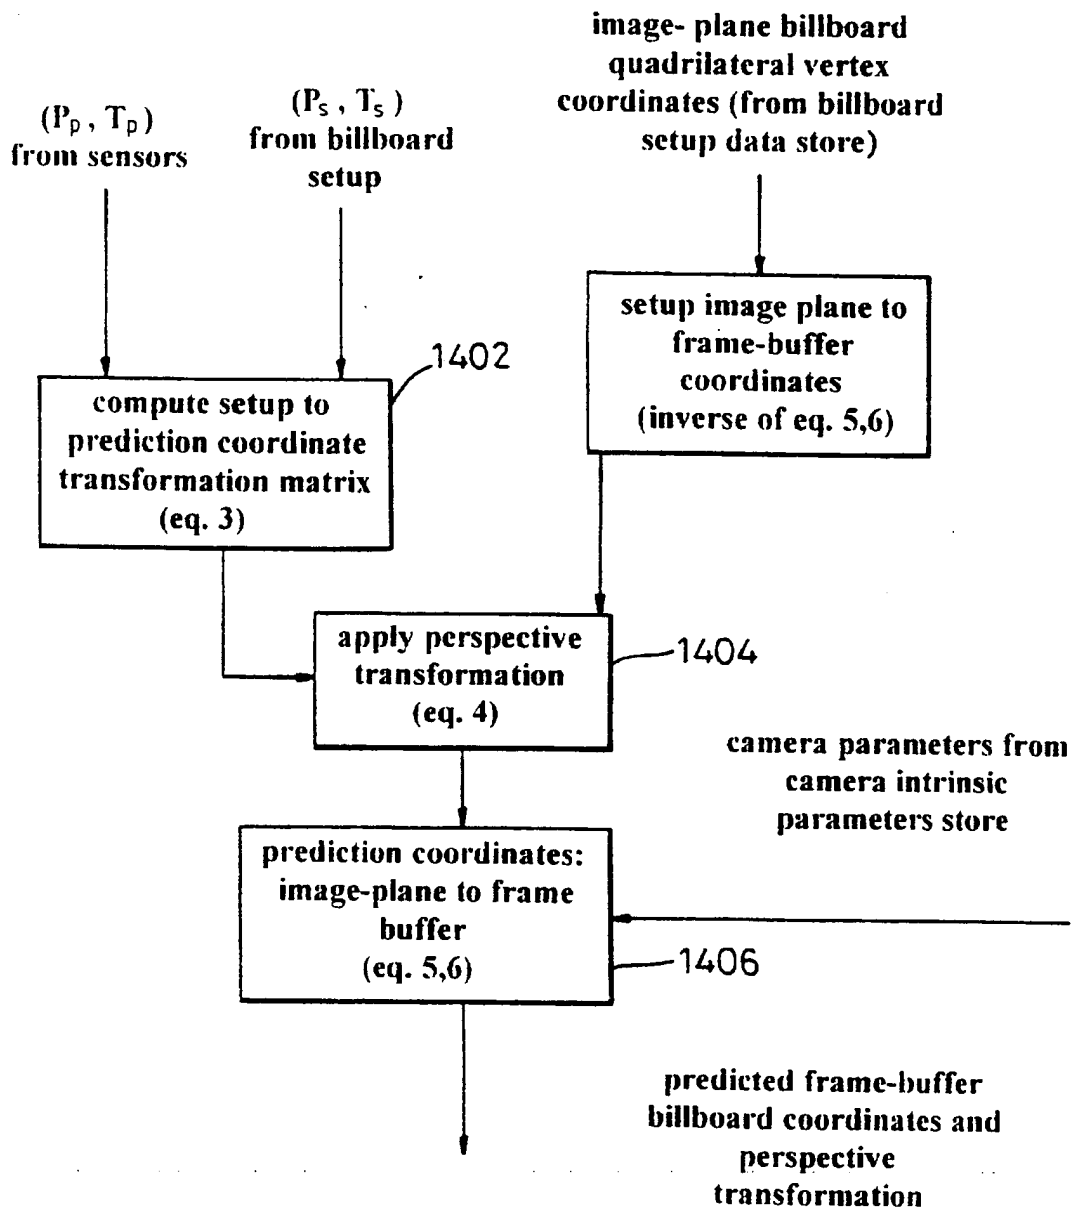 image- plane billboard
quadrilateral vertex
coordinates (from billboard
setup data store)
(Pₚ , Tₚ)
from sensors
(Pₛ , Tₛ)
from billboard
setup
setup image plane to
frame-buffer
coordinates
(inverse of eq. 5,6)
1402
compute setup to
prediction coordinate
transformation matrix
(eq. 3)
apply perspective
transformation
(eq. 4)
1404
camera parameters from
camera intrinsic
parameters store
prediction coordinates:
image-plane to frame
buffer
(eq. 5,6)
1406
predicted frame-buffer
billboard coordinates and
perspective
transformation